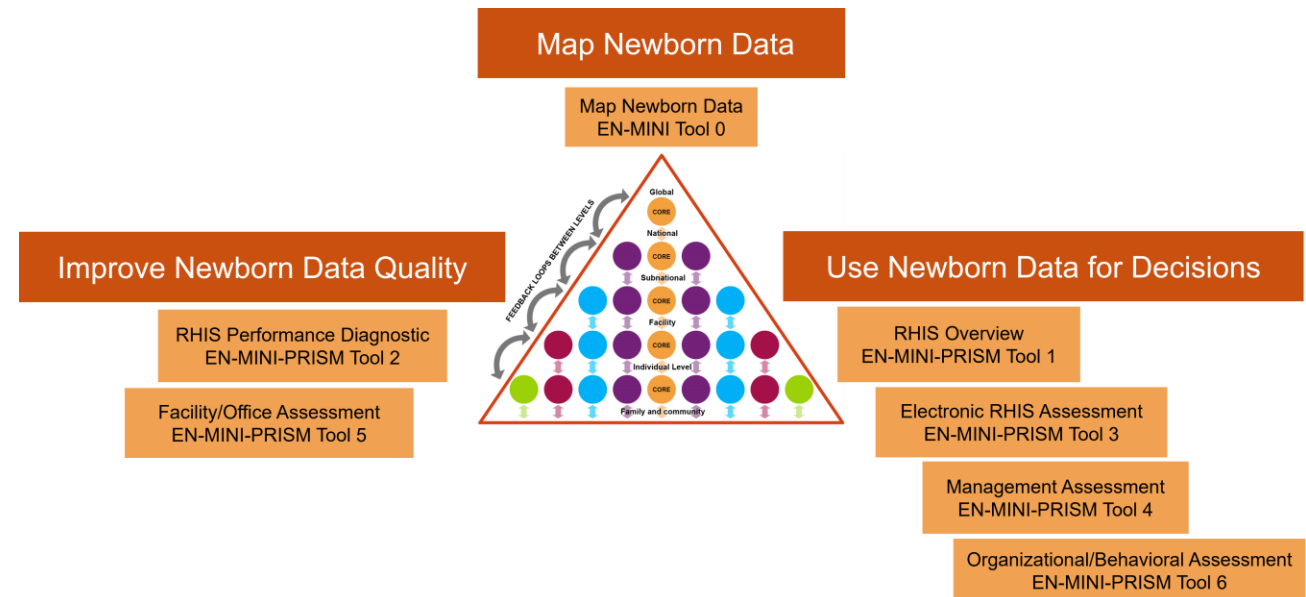 Map Newborn Data
Map Newborn Data
EN-MINI Tool 0
Improve Newborn Data Quality
RHIS Performance Diagnostic
EN-MINI-PRISM Tool 2
Facility/Office Assessment
EN-MINI-PRISM Tool 5
FEEDBACK LOOPS BETWEEN LEVELS
Global
CORE
National
CORE
Subnational
CORE
Facility
CORE
Individual Level
CORE
Family and community
Use Newborn Data for Decisions
RHIS Overview
EN-MINI-PRISM Tool 1
Electronic RHIS Assessment
EN-MINI-PRISM Tool 3
Management Assessment
EN-MINI-PRISM Tool 4
Organizational/Behavioral Assessment
EN-MINI-PRISM Tool 6